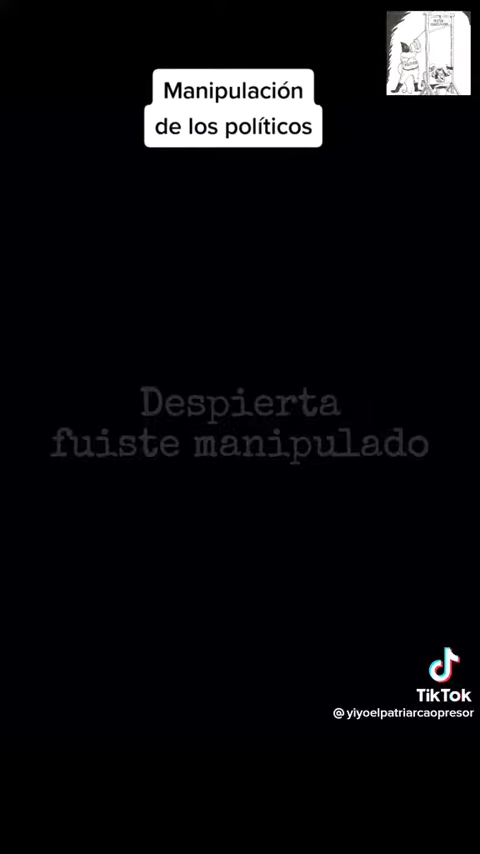 Manipulación
de los políticos
Despierta
fuiste manipulado
TikTok
@yiyoelpatriarcaopresor